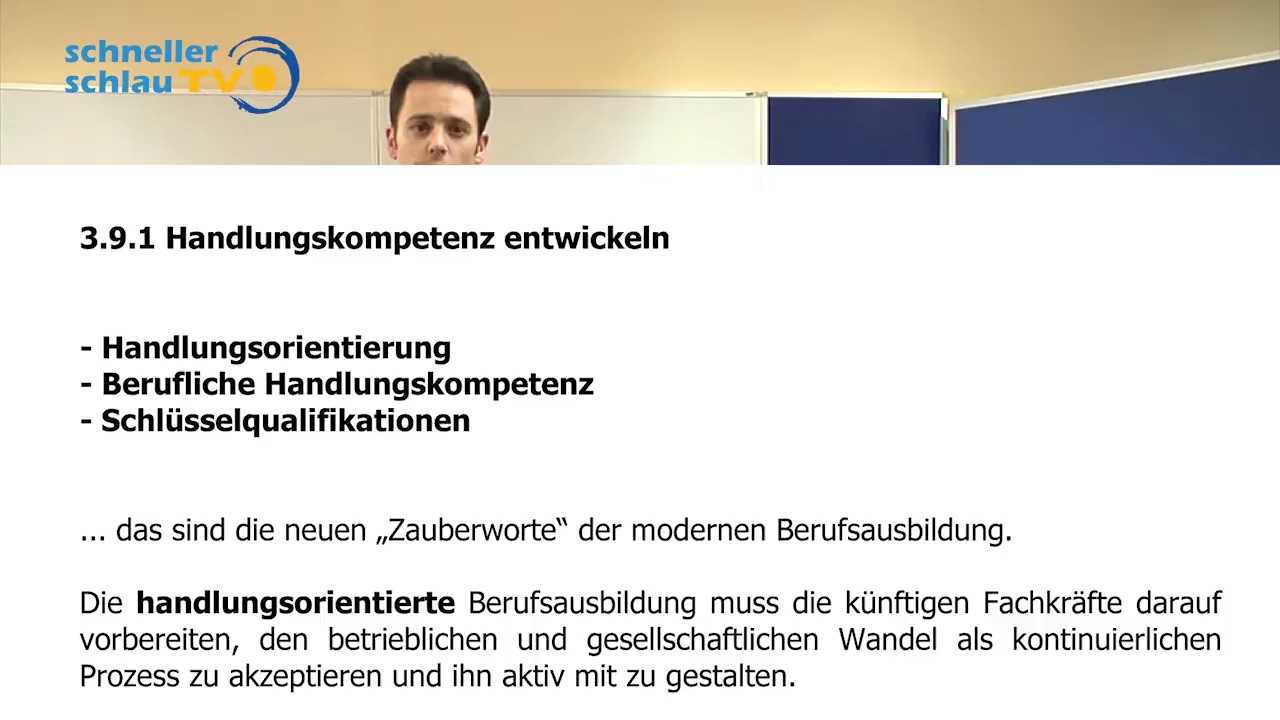 schneller
schlau TV
3.9.1 Handlungskompetenz entwickeln
- Handlungsorientierung
- Berufliche Handlungskompetenz
- Schlüsselqualifikationen
... das sind die neuen „Zauberworte“ der modernen Berufsausbildung.
Die handlungsorientierte Berufsausbildung muss die künftigen Fachkräfte darauf
vorbereiten, den betrieblichen und gesellschaftlichen Wandel als kontinuierlichen
Prozess zu akzeptieren und ihn aktiv mit zu gestalten.